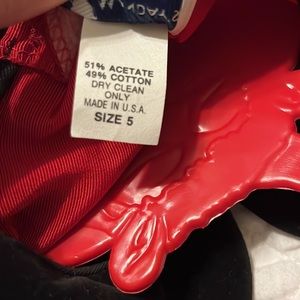 51% ACETATE
49% COTTON
DRY CLEAN
ONLY
MADE IN U.S.A.
SIZE 5